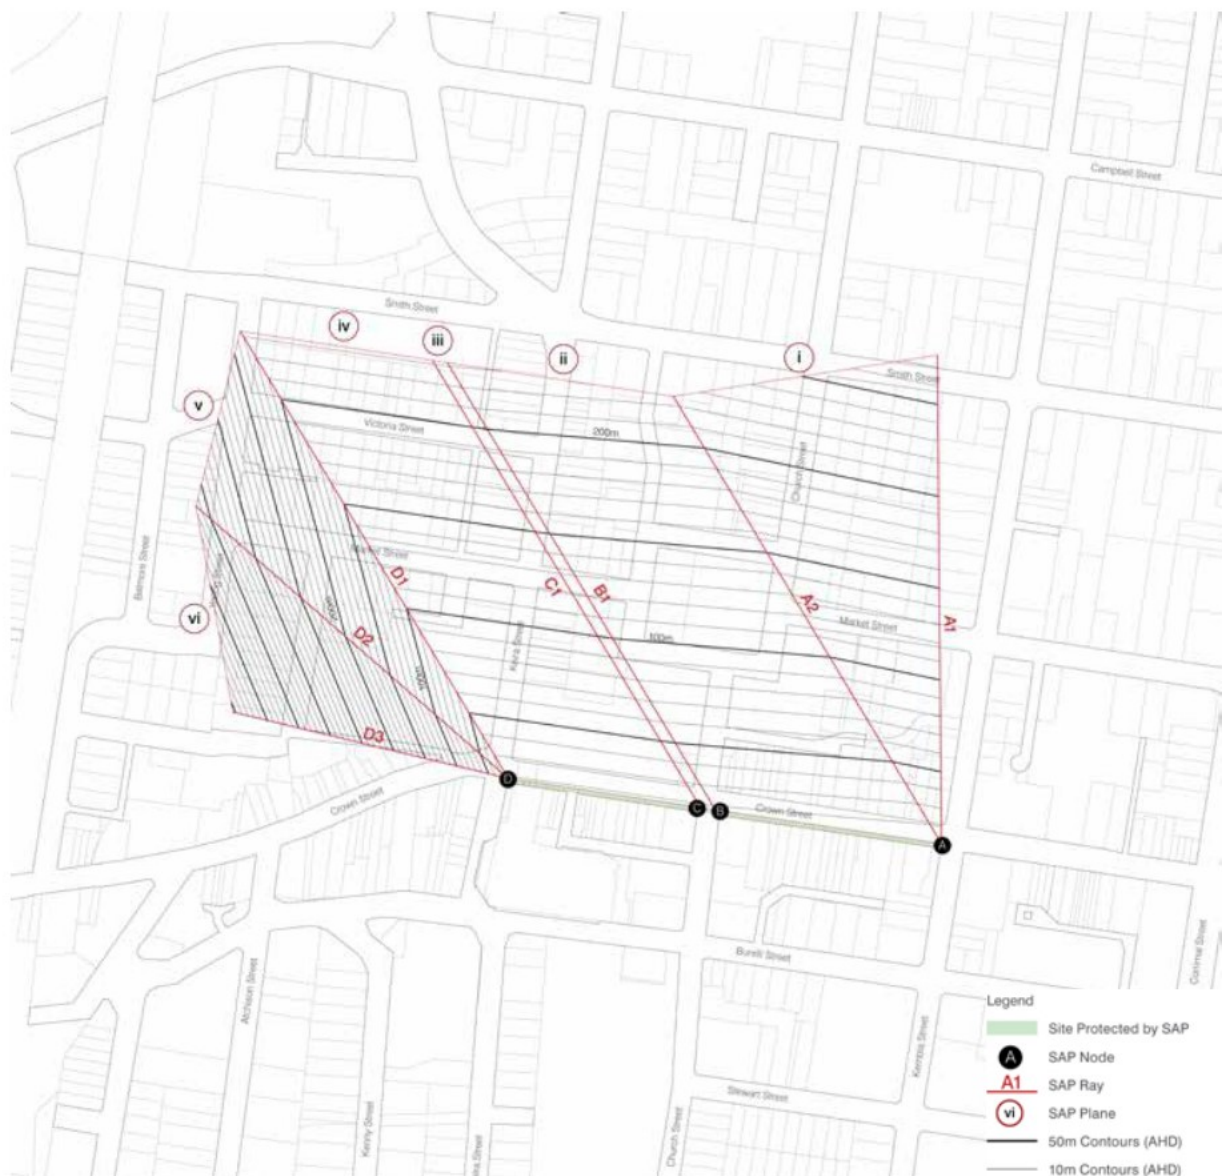 Campbell Street
Smith Street
iv
iii
ii
i
Smith Street
v
Victoria Street
200m
Church Street
Market Street
D1
C1
B1
A2
A1
Market Street
Belmore Street
vi
D2
100m
Keira Street
D3
D
C
B
A
Crown Street
Crown Street
Burelli Street
Atchison Street
Corrimal Street
Kembla Street
Stewart Street
Kenny Street
Church Street
Legend
Site Protected by SAP
A
SAP Node
A1
SAP Ray
vi
SAP Plane
50m Contours (AHD)
10m Contours (AHD)